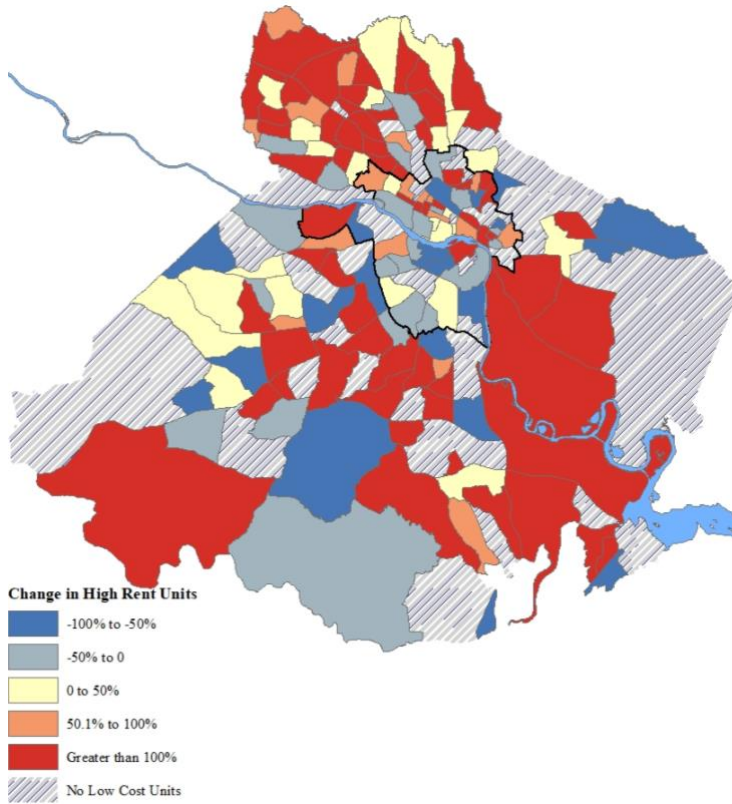 Change in High Rent Units
-100% to -50%
-50% to 0
0 to 50%
50.1% to 100%
Greater than 100%
No Low Cost Units